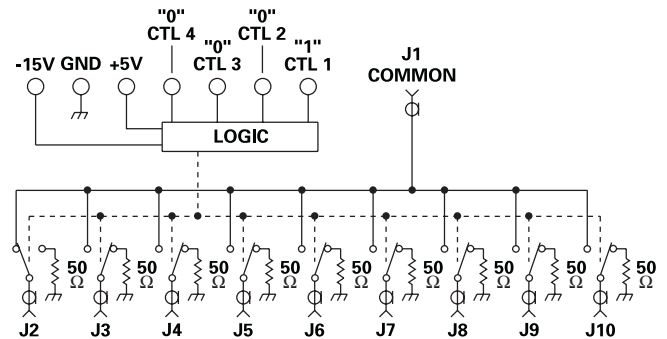 "0" "0"
CTL 4 CTL 2
"0" "1"
-15V GND +5V CTL 3 CTL 1
J1
COMMON
LOGIC
50 50 50 50 50 50 50 50 50
Ω Ω Ω Ω Ω Ω Ω Ω Ω
J2 J3 J4 J5 J6 J7 J8 J9 J10